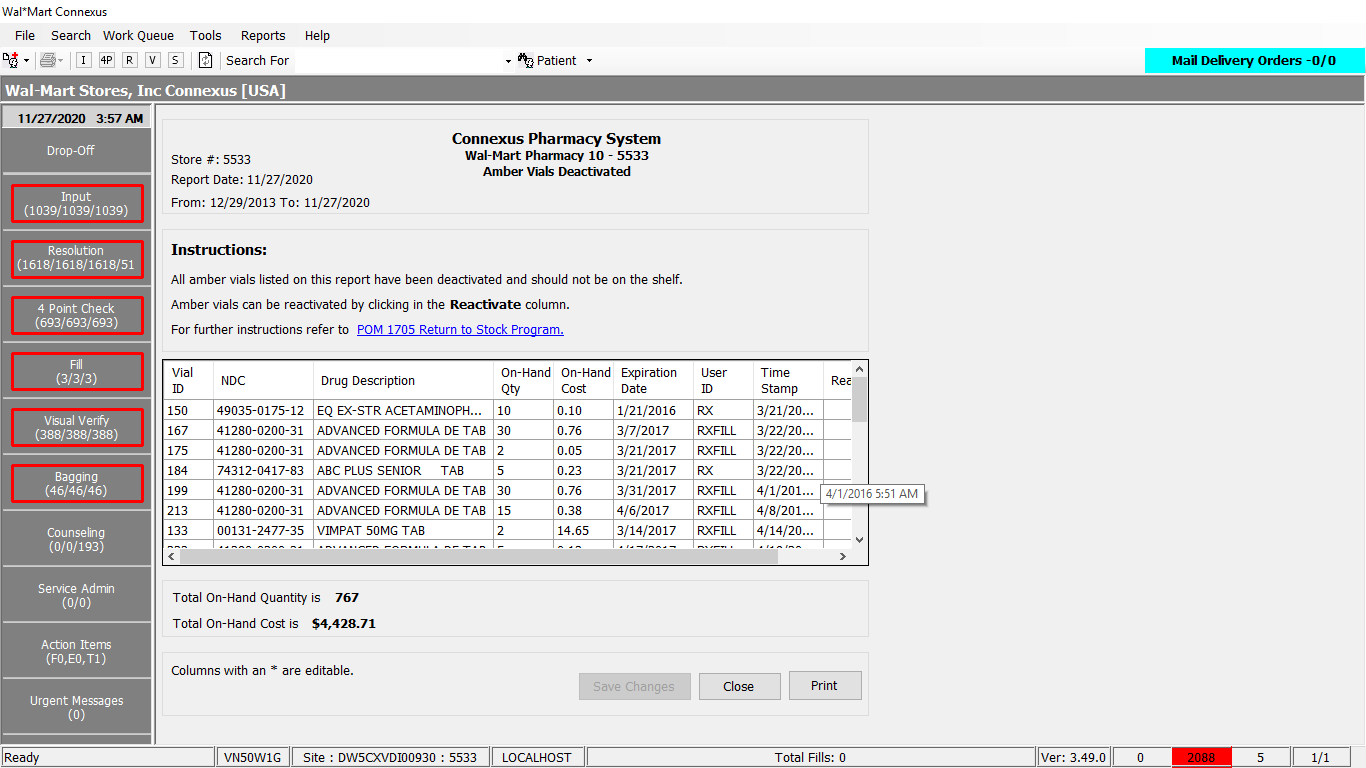 Wal*Mart Connexus
File Search Work Queue Tools Reports Help
I 4P R V S Search For Patient Mail Delivery Orders -0/0
Wal-Mart Stores, Inc Connexus [USA]
11/27/2020 3:57 AM
Drop-Off
Input
(1039/1039/1039)
Resolution
(1618/1618/1618/51
4 Point Check
(693/693/693)
Fill
(3/3/3)
Visual Verify
(388/388/388)
Bagging
(46/46/46)
Counseling
(0/0/193)
Service Admin
(0/0)
Action Items
(F0,E0,T1)
Urgent Messages
(0)
Connexus Pharmacy System
Wal-Mart Pharmacy 10 - 5533
Amber Vials Deactivated
Store #: 5533
Report Date: 11/27/2020
From: 12/29/2013 To: 11/27/2020
Instructions:
All amber vials listed on this report have been deactivated and should not be on the shelf.
Amber vials can be reactivated by clicking in the Reactivate column.
For further instructions refer to POM 1705 Return to Stock Program.
Vial ID NDC Drug Description On-Hand Qty On-Hand Cost Expiration Date User ID Time Stamp Rea
150 49035-0175-12 EQ EX-STR ACETAMINOPH... 10 0.10 1/21/2016 RX 3/21/20...
167 41280-0200-31 ADVANCED FORMULA DE TAB 30 0.76 3/7/2017 RXFILL 3/22/20...
175 41280-0200-31 ADVANCED FORMULA DE TAB 2 0.05 3/21/2017 RXFILL 3/22/20...
184 74312-0417-83 ABC PLUS SENIOR TAB 5 0.23 3/21/2017 RX 3/22/20...
199 41280-0200-31 ADVANCED FORMULA DE TAB 30 0.76 3/31/2017 RXFILL 4/1/201... 4/1/2016 5:51 AM
213 41280-0200-31 ADVANCED FORMULA DE TAB 15 0.38 4/6/2017 RXFILL 4/8/201...
133 00131-2477-35 VIMPAT 50MG TAB 2 14.65 3/14/2017 RXFILL 4/14/20...
Total On-Hand Quantity is 767
Total On-Hand Cost is $4,428.71
Columns with an * are editable.
Save Changes Close Print
Ready VN50W1G Site : DW5CXVDI00930 : 5533 LOCALHOST Total Fills: 0 Ver: 3.49.0 0 2088 5 1/1